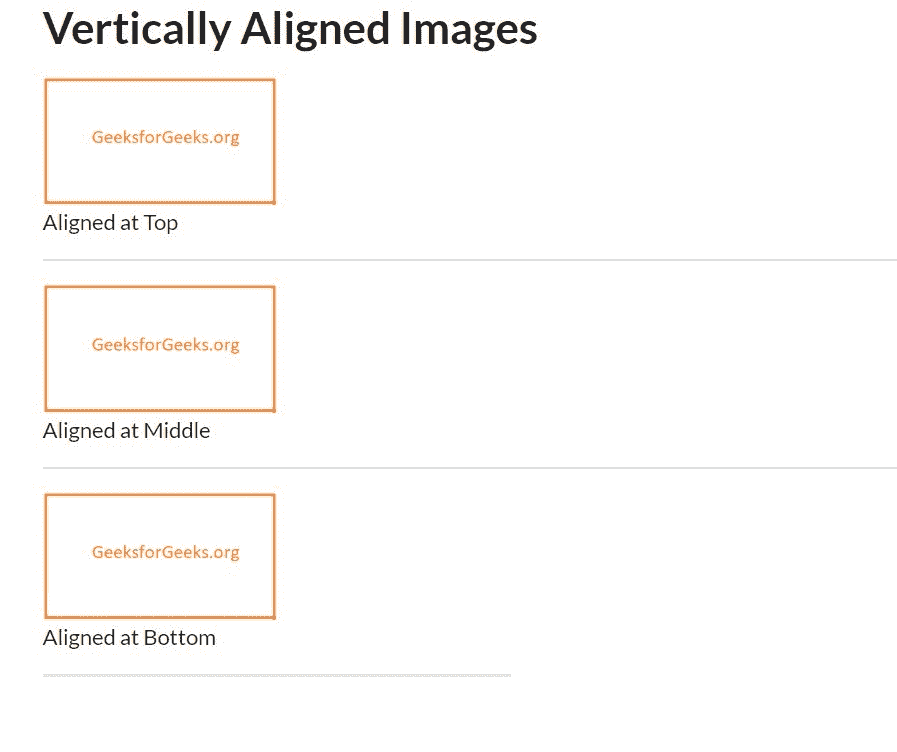 Vertically Aligned Images
GeeksforGeeks.org
Aligned at Top
GeeksforGeeks.org
Aligned at Middle
GeeksforGeeks.org
Aligned at Bottom